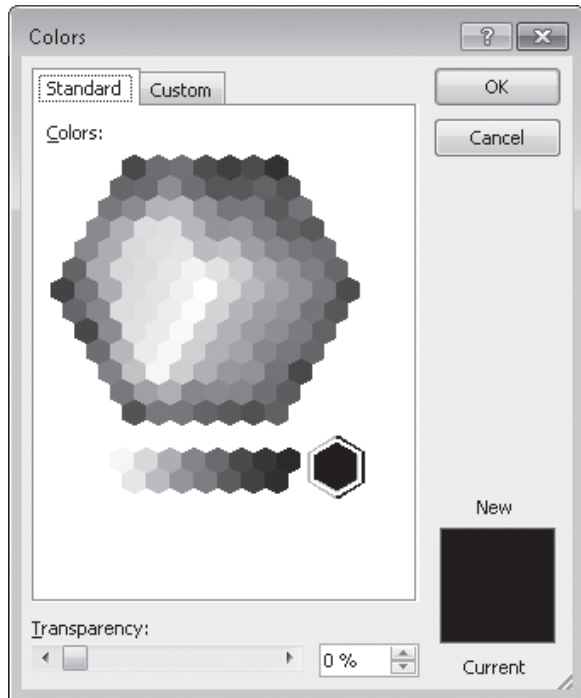 Colors
?
Standard
Custom
OK
Cancel
Colors:
New
Current
Transparency:
0 %